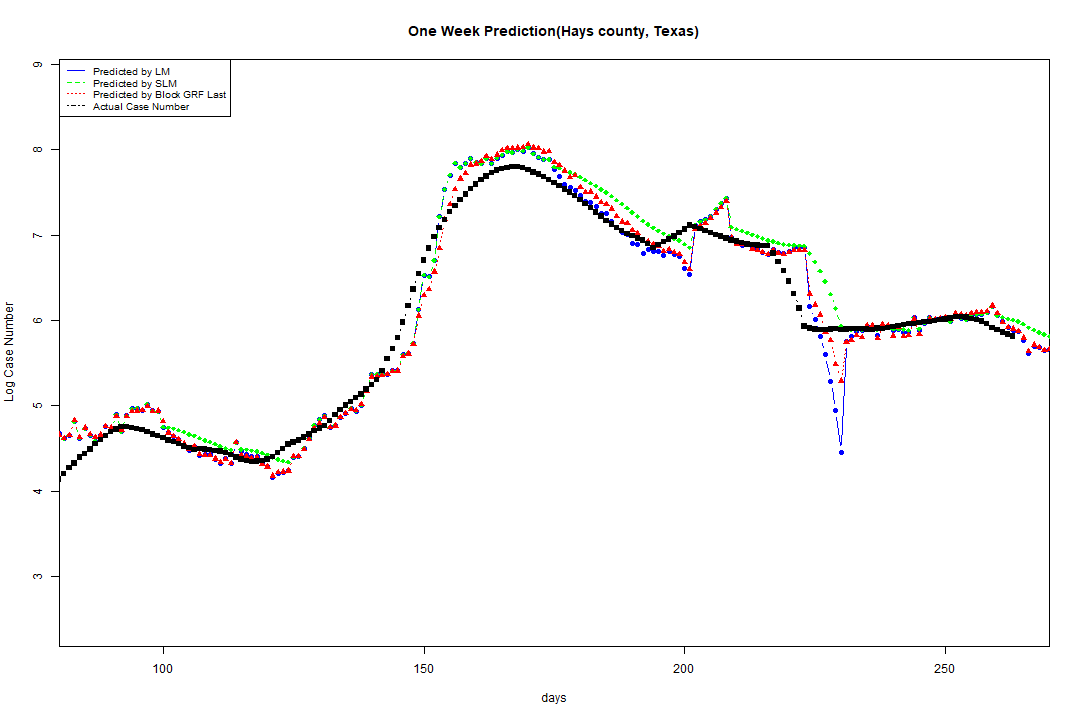 One Week Prediction(Hays county, Texas)
Predicted by LM
Predicted by SLM
Predicted by Block GRF Last
Actual Case Number
Log Case Number
9
8
7
6
5
4
3
100 150 200 250
days